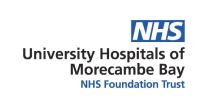 NHS
University Hospitals of
Morecambe Bay
NHS Foundation Trust